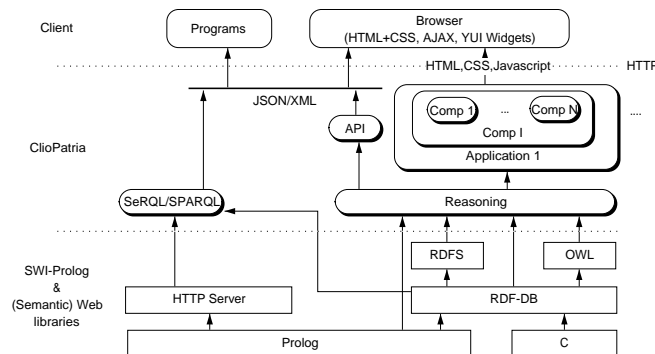 Client
Programs
Browser
(HTML+CSS, AJAX, YUI Widgets)
HTML,CSS,Javascript
HTTP
JSON/XML
ClioPatria
API
Comp 1
...
Comp N
Comp I
Application 1
....
SeRQL/SPARQL
Reasoning
SWI-Prolog
&
(Semantic) Web
libraries
RDFS
OWL
HTTP Server
RDF-DB
Prolog
C